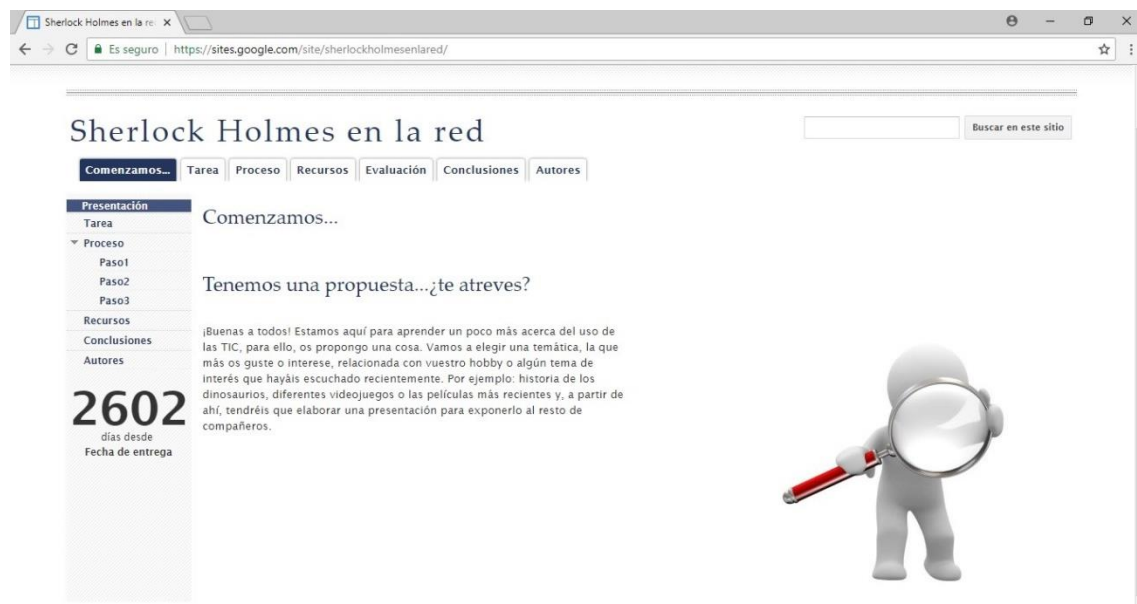 Sherlock Holmes en la re
Es seguro | https://sites.google.com/site/sherlockholmesenlared/
Sherlock Holmes en la red
Buscar en este sitio
Comenzamos... Tarea Proceso Recursos Evaluación Conclusiones Autores
Presentación
Tarea
Proceso
Paso1
Paso2
Paso3
Recursos
Conclusiones
Autores
2602
días desde
Fecha de entrega
Comenzamos...
Tenemos una propuesta...¿te atreves?
¡Buenas a todos! Estamos aquí para aprender un poco más acerca del uso de
las TIC, para ello, os propongo una cosa. Vamos a elegir una temática, la que
más os guste o interese, relacionada con vuestro hobby o algún tema de
interés que hayáis escuchado recientemente. Por ejemplo: historia de los
dinosaurios, diferentes videojuegos o las películas más recientes y, a partir de
ahí, tendréis que elaborar una presentación para exponerlo al resto de
compañeros.